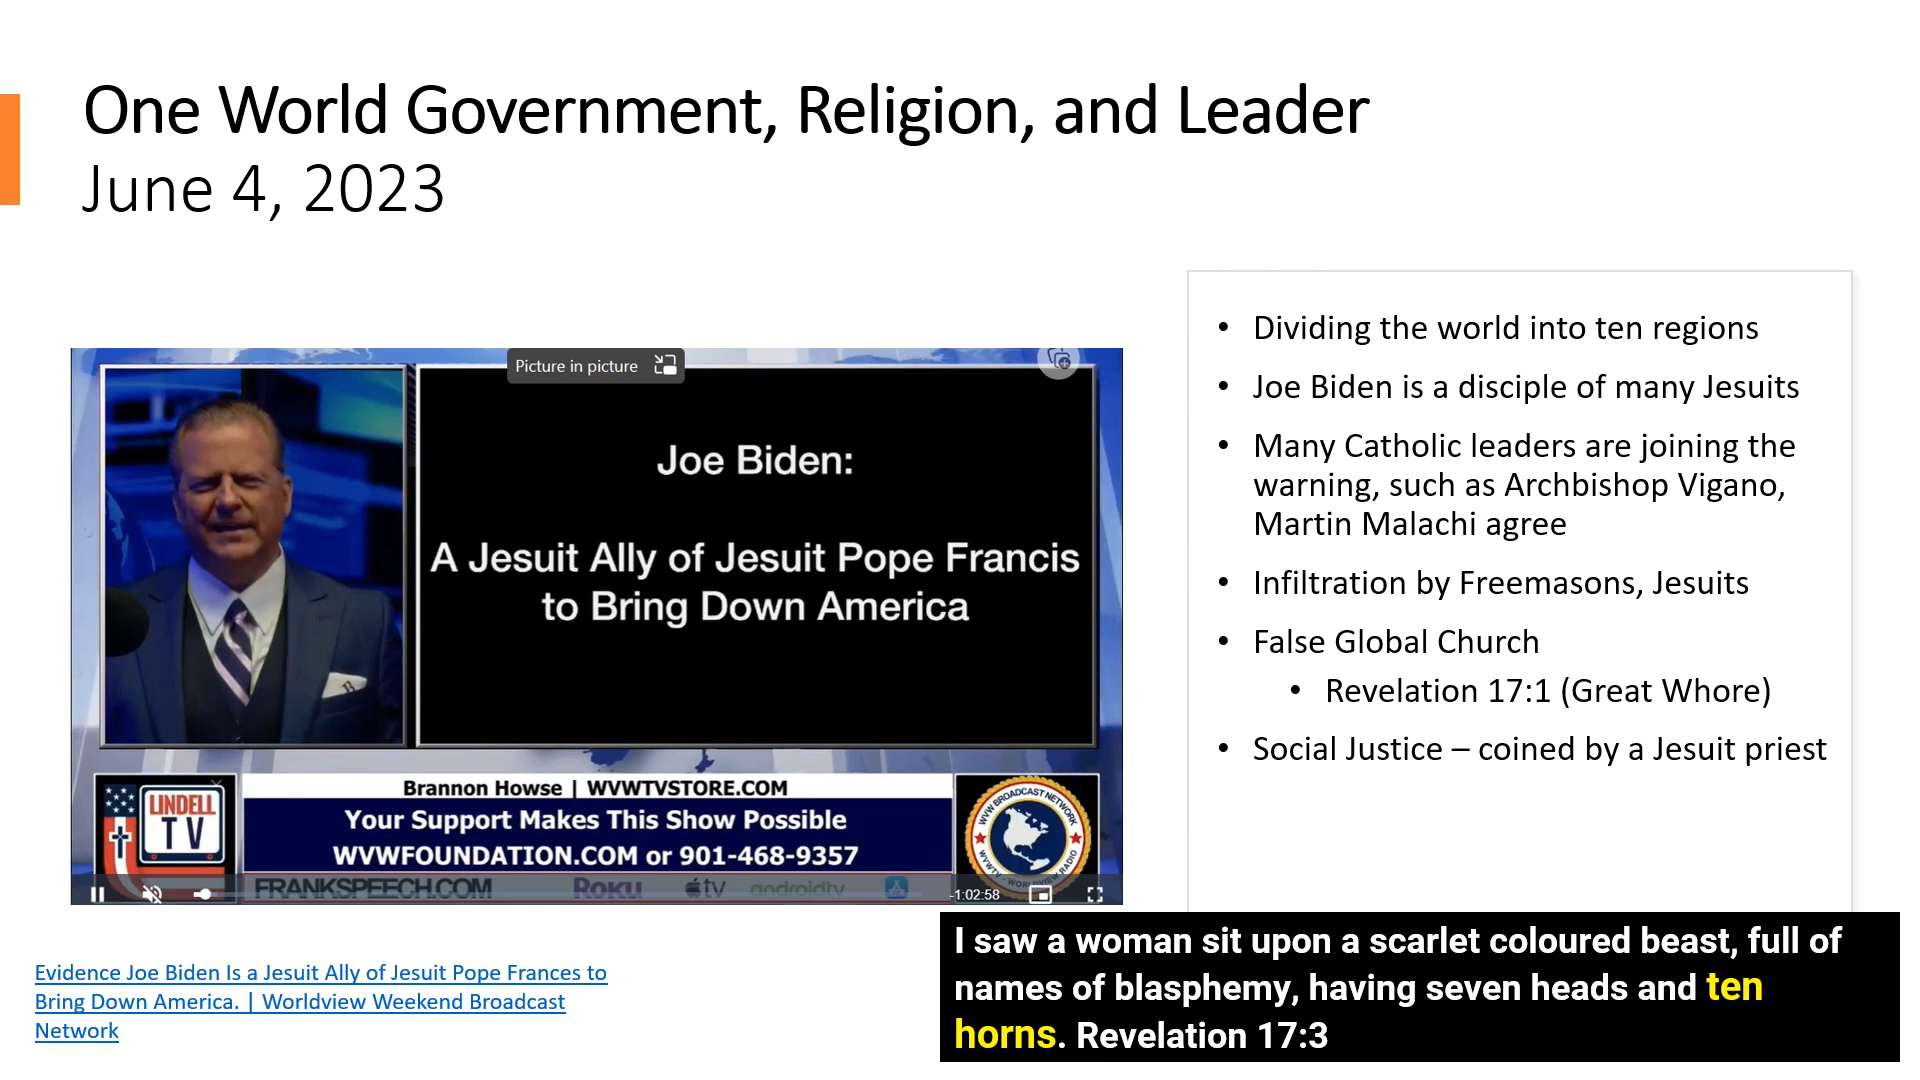 One World Government, Religion, and Leader
June 4, 2023
Picture in picture
Joe Biden:
A Jesuit Ally of Jesuit Pope Francis
to Bring Down America
LINDELL
TV
Brannon Howse | WVWTVSTORE.COM
Your Support Makes This Show Possible
WVWFOUNDATION.COM or 901-468-9357
FRANKSPEECH.COM ROKU tv androidtv
WVW BROADCAST NETWORK
WVWTV - WORLDVIEW RADIO
-1:02:58
Evidence Joe Biden Is a Jesuit Ally of Jesuit Pope Frances to
Bring Down America. | Worldview Weekend Broadcast
Network
• Dividing the world into ten regions
• Joe Biden is a disciple of many Jesuits
• Many Catholic leaders are joining the
warning, such as Archbishop Vigano,
Martin Malachi agree
• Infiltration by Freemasons, Jesuits
• False Global Church
• Revelation 17:1 (Great Whore)
• Social Justice – coined by a Jesuit priest
I saw a woman sit upon a scarlet coloured beast, full of
names of blasphemy, having seven heads and ten
horns. Revelation 17:3